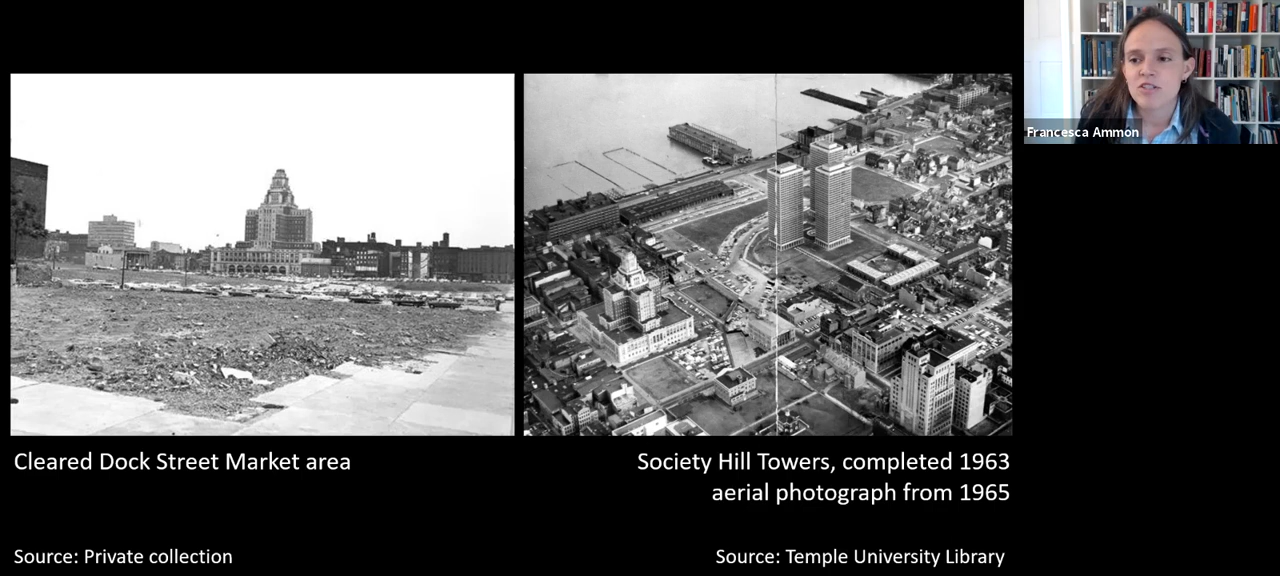 Francesca Ammon
Cleared Dock Street Market area
Society Hill Towers, completed 1963
aerial photograph from 1965
Source: Private collection
Source: Temple University Library